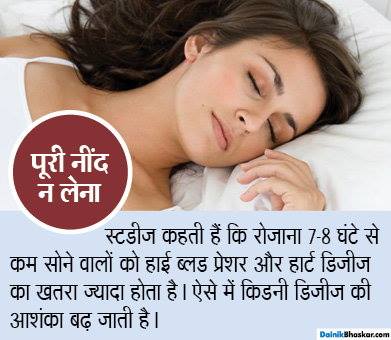 पूरी नींद
न लेना
स्टडीज कहती हैं कि रोजाना 7-8 घंटे से
कम सोने वालों को हाई ब्लड प्रेशर और हार्ट डिजीज
का खतरा ज्यादा होता है। ऐसे में किडनी डिजीज की
आशंका बढ़ जाती है।
DainikBhaskar.com